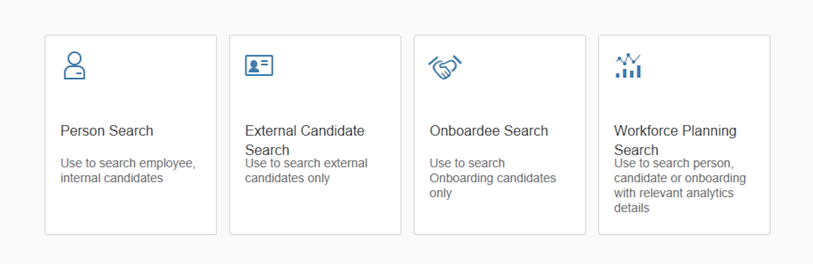 Person Search
Use to search employee,
internal candidates
External Candidate
Search
Use to search external
candidates only
Onboardee Search
Use to search
Onboarding candidates
only
Workforce Planning
Search
Use to search person,
candidate or onboarding
with relevant analytics
details